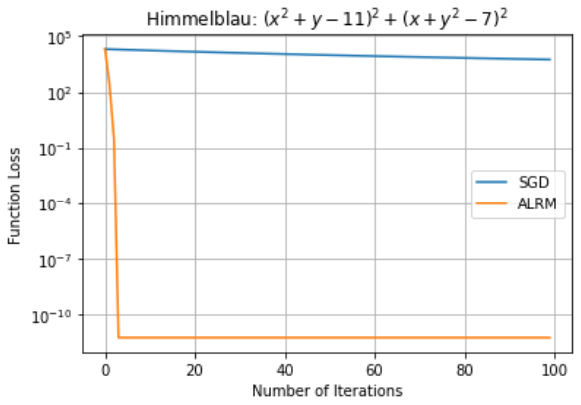 Himmelblau: (x² + y − 11)² + (x + y² − 7)²
10⁵
10²
10⁻¹
10⁻⁴
10⁻⁷
10⁻¹⁰
Function Loss
SGD
ALRM
0 20 40 60 80 100
Number of Iterations